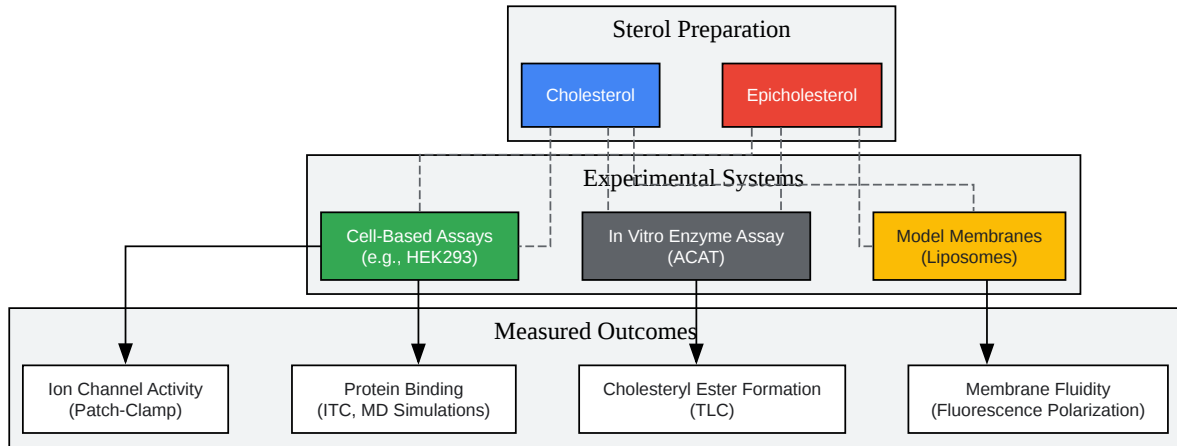 Sterol Preparation
Cholesterol
Epicholesterol
Experimental Systems
Cell-Based Assays
(e.g., HEK293)
In Vitro Enzyme Assay
(ACAT)
Model Membranes
(Liposomes)
Measured Outcomes
Ion Channel Activity
(Patch-Clamp)
Protein Binding
(ITC, MD Simulations)
Cholesteryl Ester Formation
(TLC)
Membrane Fluidity
(Fluorescence Polarization)